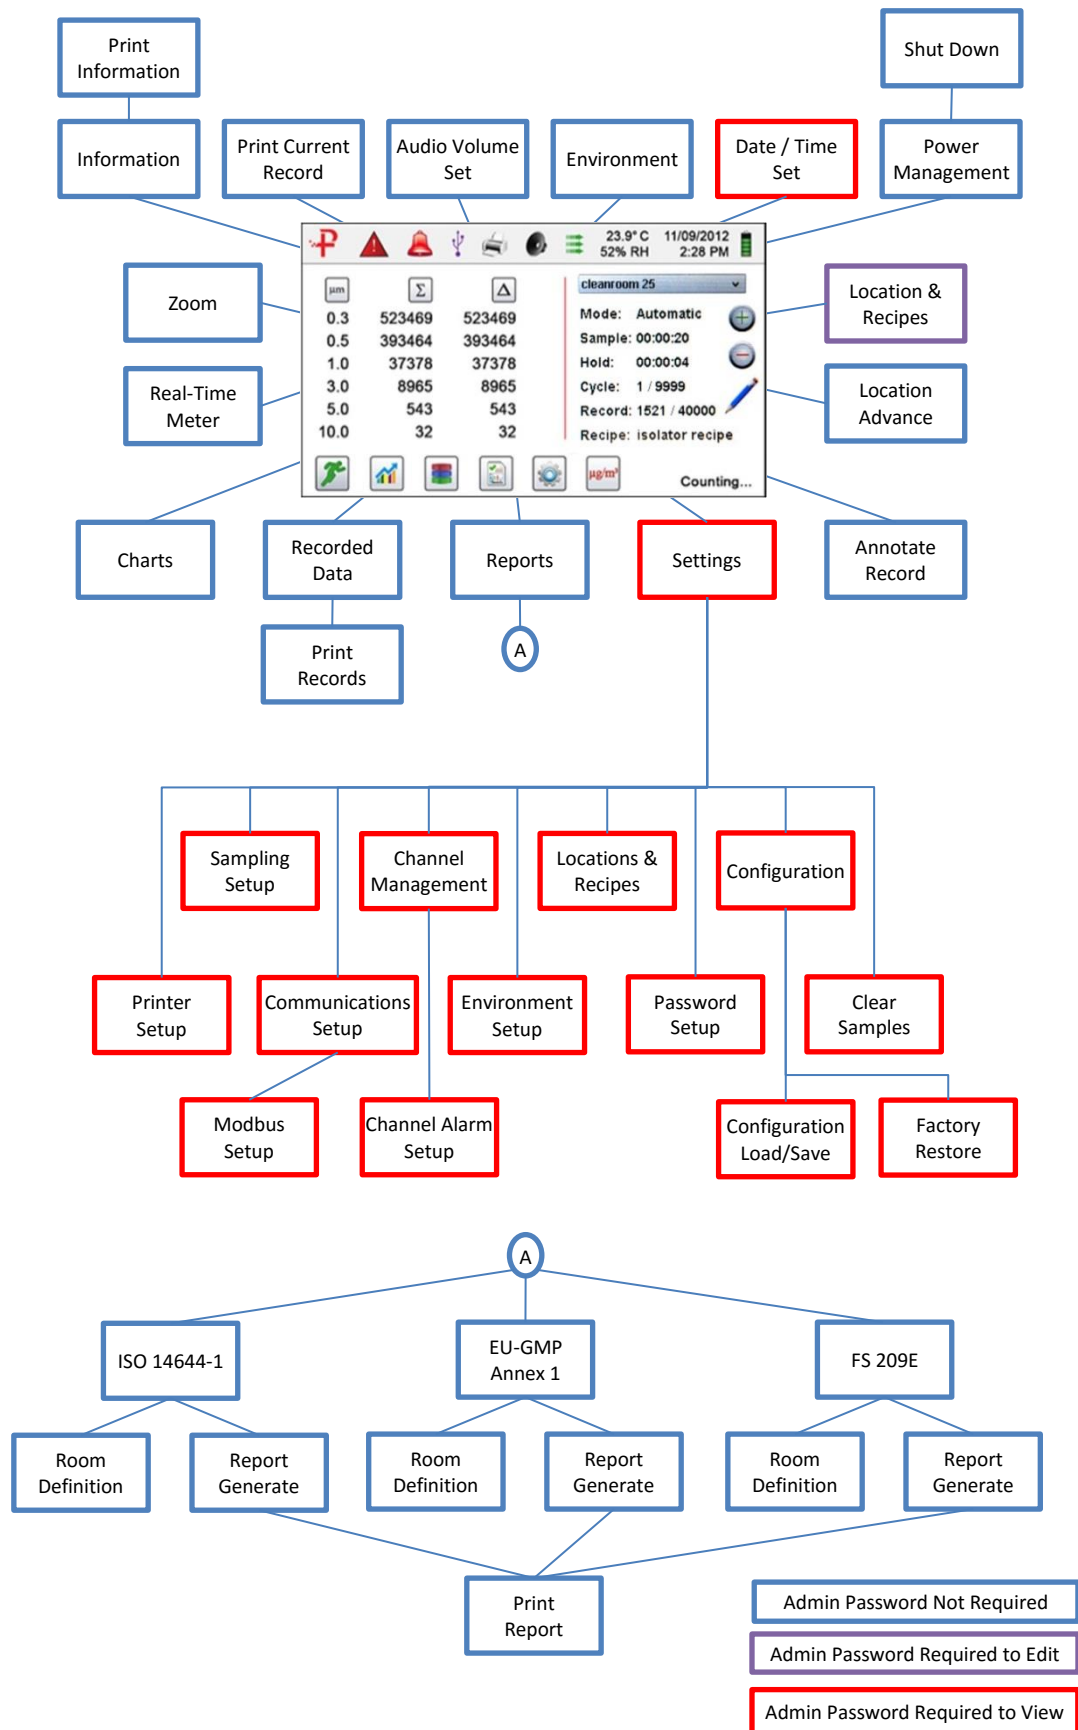 Print
Information
Shut Down
Information
Print Current
Record
Audio Volume
Set
Environment
Date / Time
Set
Power
Management
23.9° C
52% RH
11/09/2012
2:28 PM
Zoom
Real-Time
Meter
µm Σ Δ
0.3 523469 523469
0.5 393464 393464
1.0 37378 37378
3.0 8965 8965
5.0 543 543
10.0 32 32
cleanroom 25
Mode: Automatic
Sample: 00:00:20
Hold: 00:00:04
Cycle: 1 / 9999
Record: 1521 / 40000
Recipe: isolator recipe
µg/m³
Counting...
Location &
Recipes
Location
Advance
Charts
Recorded
Data
Reports
Settings
Annotate
Record
Print
Records
A
Sampling
Setup
Channel
Management
Locations &
Recipes
Configuration
Printer
Setup
Communications
Setup
Environment
Setup
Password
Setup
Clear
Samples
Modbus
Setup
Channel Alarm
Setup
Configuration
Load/Save
Factory
Restore
A
ISO 14644-1
EU-GMP
Annex 1
FS 209E
Room
Definition
Report
Generate
Room
Definition
Report
Generate
Room
Definition
Report
Generate
Print
Report
Admin Password Not Required
Admin Password Required to Edit
Admin Password Required to View